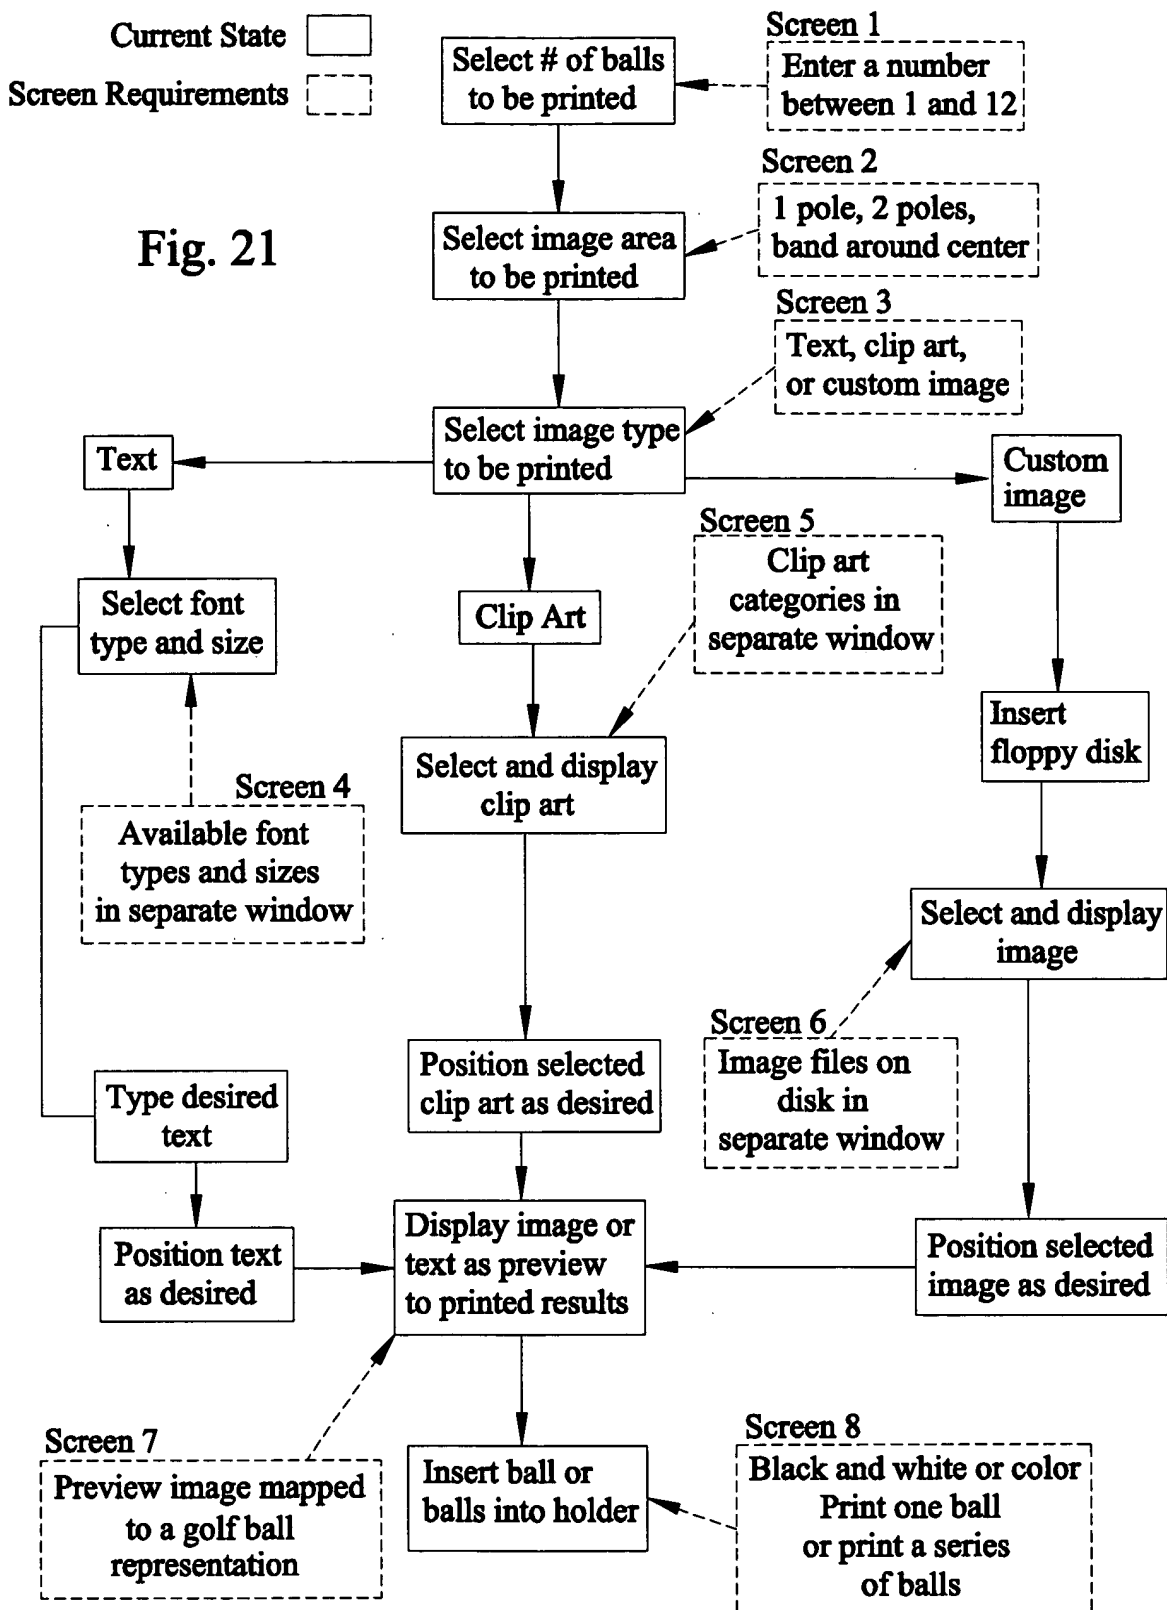 Current State
Screen Requirements
Screen 1
Select # of balls
to be printed
Enter a number
between 1 and 12
Screen 2
Fig. 21
Select image area
to be printed
1 pole, 2 poles,
band around center
Screen 3
Text, clip art,
or custom image
Select image type
to be printed
Text
Custom
image
Screen 5
Clip art
categories in
separate window
Select font
type and size
Clip Art
Insert
floppy disk
Select and display
clip art
Screen 4
Available font
types and sizes
in separate window
Select and display
image
Screen 6
Image files on
disk in
separate window
Position selected
clip art as desired
Type desired
text
Position text
as desired
Display image or
text as preview
to printed results
Position selected
image as desired
Screen 7
Preview image mapped
to a golf ball
representation
Insert ball or
balls into holder
Screen 8
Black and white or color
Print one ball
or print a series
of balls